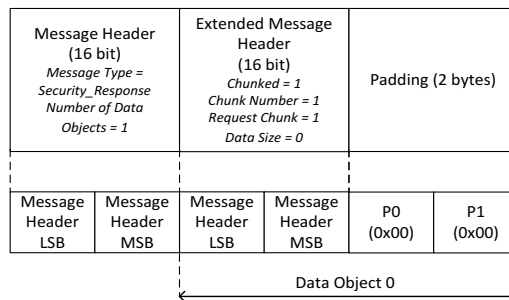 Message Header
(16 bit)
Message Type =
Security_Response
Number of Data
Objects = 1
Extended Message
Header
(16 bit)
Chunked = 1
Chunk Number = 1
Request Chunk = 1
Data Size = 0
Padding (2 bytes)
Message
Header
LSB
Message
Header
MSB
Message
Header
LSB
Message
Header
MSB
P0
(0x00)
P1
(0x00)
Data Object 0